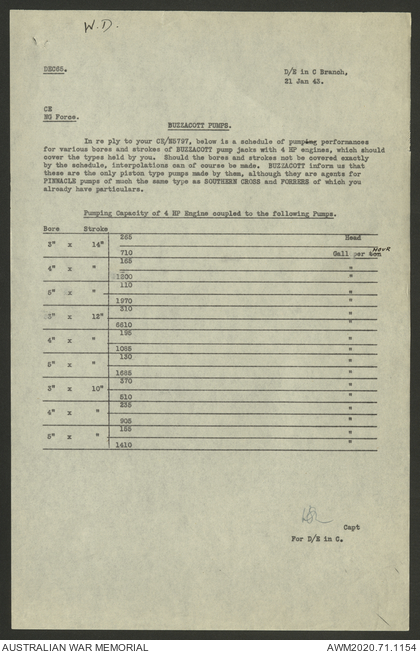 W.D.
DEC65.
D/E in C Branch,
21 Jan 43.
CE
NG Force.
BUZZACOTT PUMPS.
In re ply to your CE/E5797, below is a schedule of pumping performances
for various bores and strokes of BUZZACOTT pump jacks with 4 HP engines, which should
cover the types held by you. Should the bores and strokes not be covered exactly
by the schedule, interpolations can of course be made. BUZZACOTT inform us that
these are the only piston type pumps made by them, although they are agents for
PINNACLE pumps of much the same type as SOUTHERN CROSS and FORRERS of which you
already have particulars.
Pumping Capacity of 4 HP Engine coupled to the following Pumps.
Bore Stroke
265 Head
3" x 14"
710 Gall per hour
165 "
4" x "
1200 "
110 "
5" x "
1970 "
310 "
3" x 12"
6610 "
195 "
4" x "
1065 "
130 "
5" x "
1685 "
370 "
3" x 10"
510 "
235 "
4" x "
905 "
155 "
5" x "
1410 "
Capt
For D/E in C.
AUSTRALIAN WAR MEMORIAL AWM2020.71.1154